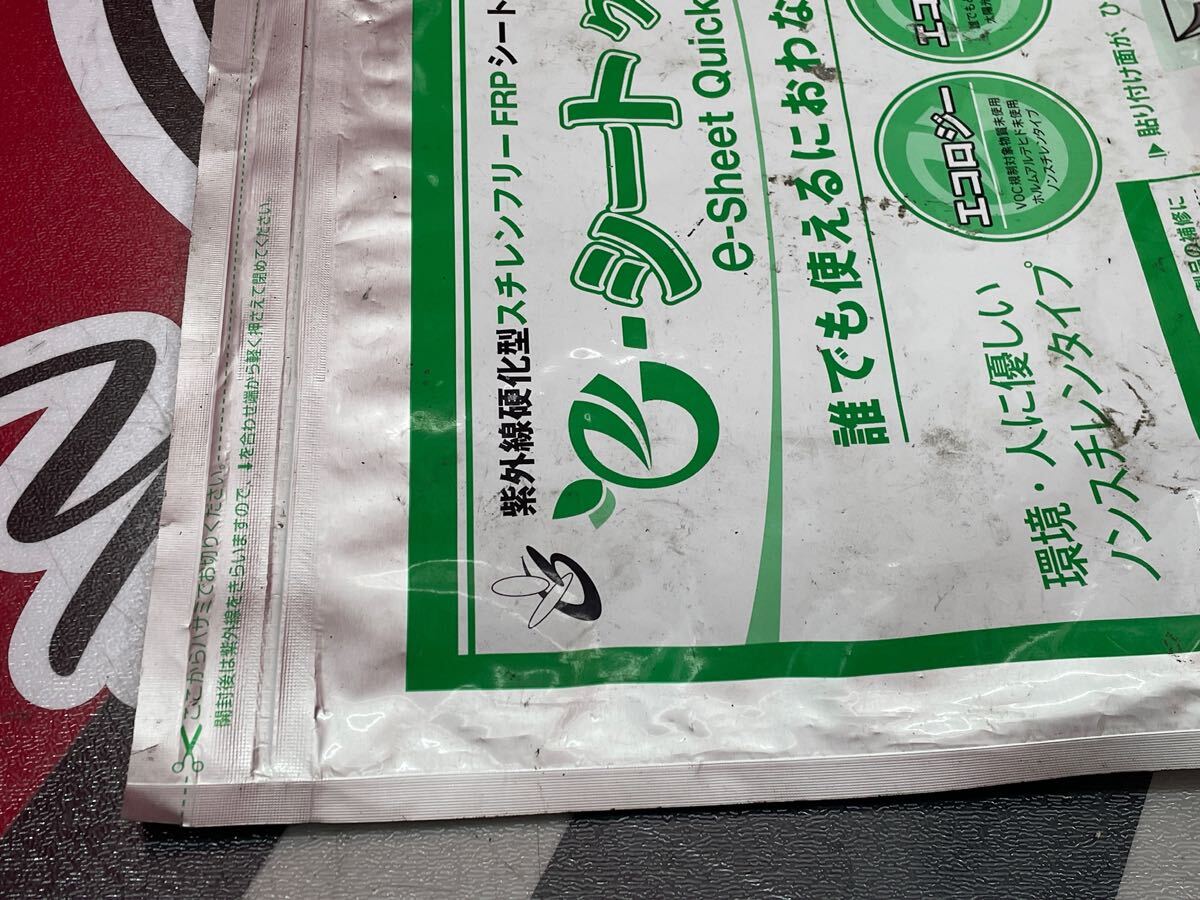 ここからハサミでお切りください。
開封後は紫外線をきらいますので、⬇を合わせ端から軽く押さえて閉めてください。
紫外線硬化型スチレンフリーFRPシート
e-シート
e-Sheet Quick
誰でも使えるにおわな
エコロジー
VOC規制対象物質未使用
ホルムアルデヒド未使用
ノンスチレンタイプ
エコ
環境・人に優しい
ノンスチレンタイプ
▶貼り付け面が、ひ
の補修に